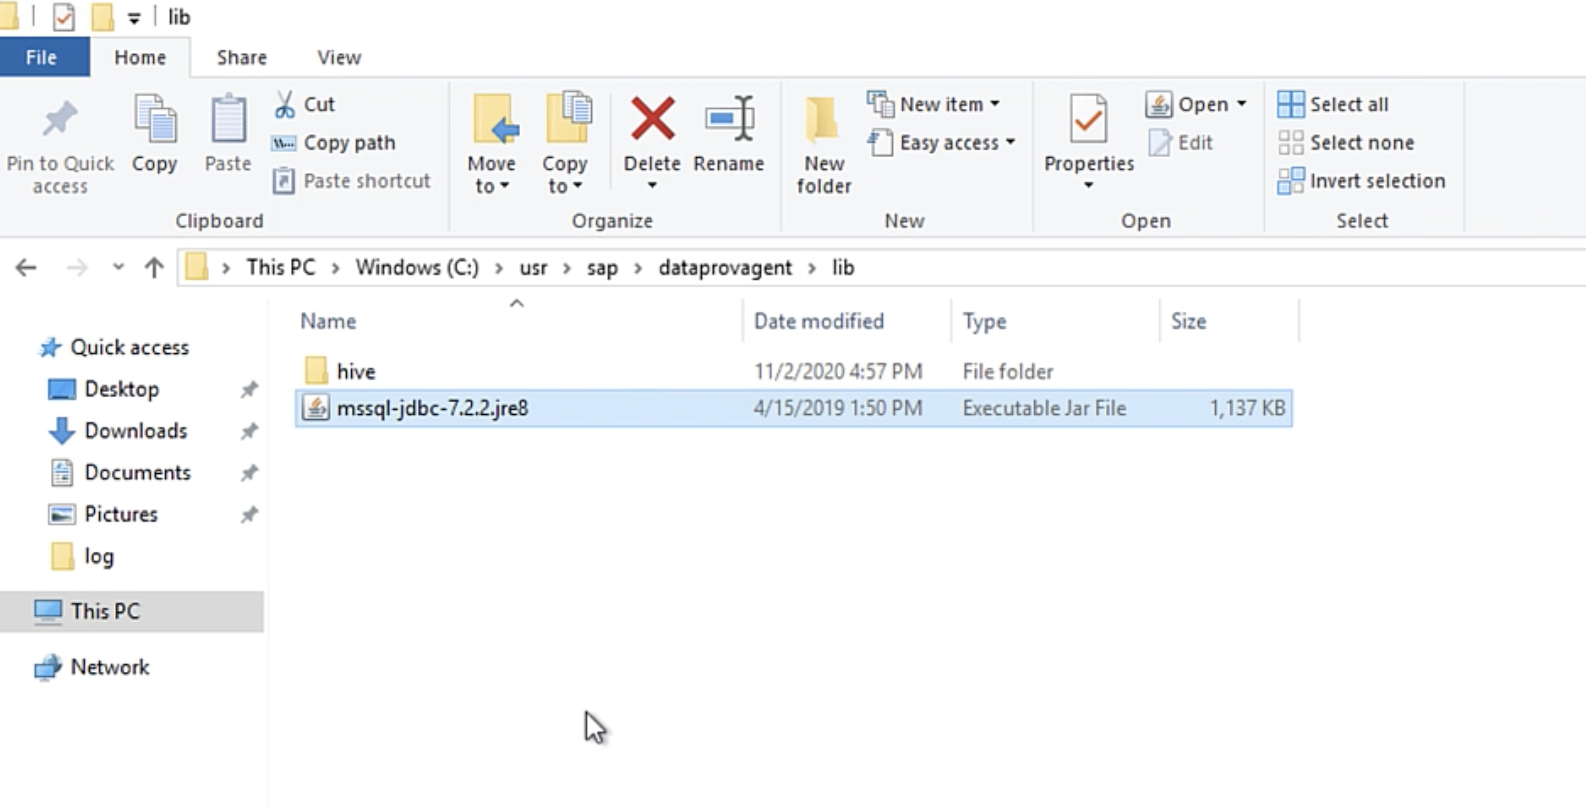 lib
File Home Share View
Pin to Quick access
Copy
Paste
Cut
Copy path
Paste shortcut
Clipboard
Move to
Copy to
Delete
Rename
Organize
New folder
New item
Easy access
New
Properties
Open
Edit
Open
Select all
Select none
Invert selection
Select
This PC > Windows (C:) > usr > sap > dataprovagent > lib
Name Date modified Type Size
hive 11/2/2020 4:57 PM File folder
mssql-jdbc-7.2.2.jre8 4/15/2019 1:50 PM Executable Jar File 1,137 KB
Quick access
Desktop
Downloads
Documents
Pictures
log
This PC
Network